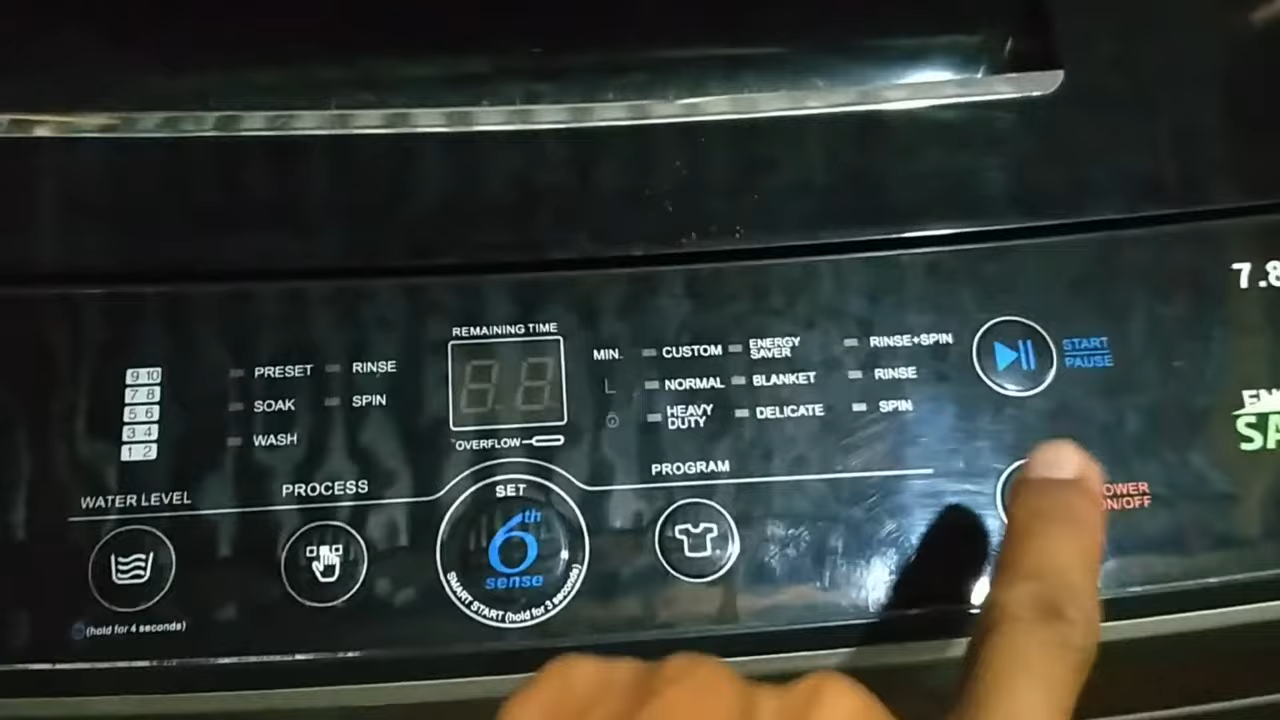 7.8
REMAINING TIME
9 10
7 8
5 6
3 4
1 2
PRESET
SOAK
WASH
RINSE
SPIN
OVERFLOW
MIN.
L
CUSTOM
NORMAL
HEAVY
DUTY
ENERGY
SAVER
BLANKET
DELICATE
RINSE+SPIN
RINSE
SPIN
START
PAUSE
OWER
ON/OFF
SA
WATER LEVEL
PROCESS
PROGRAM
SET
6th
sense
SMART START (hold for 3 seconds)
(hold for 4 seconds)